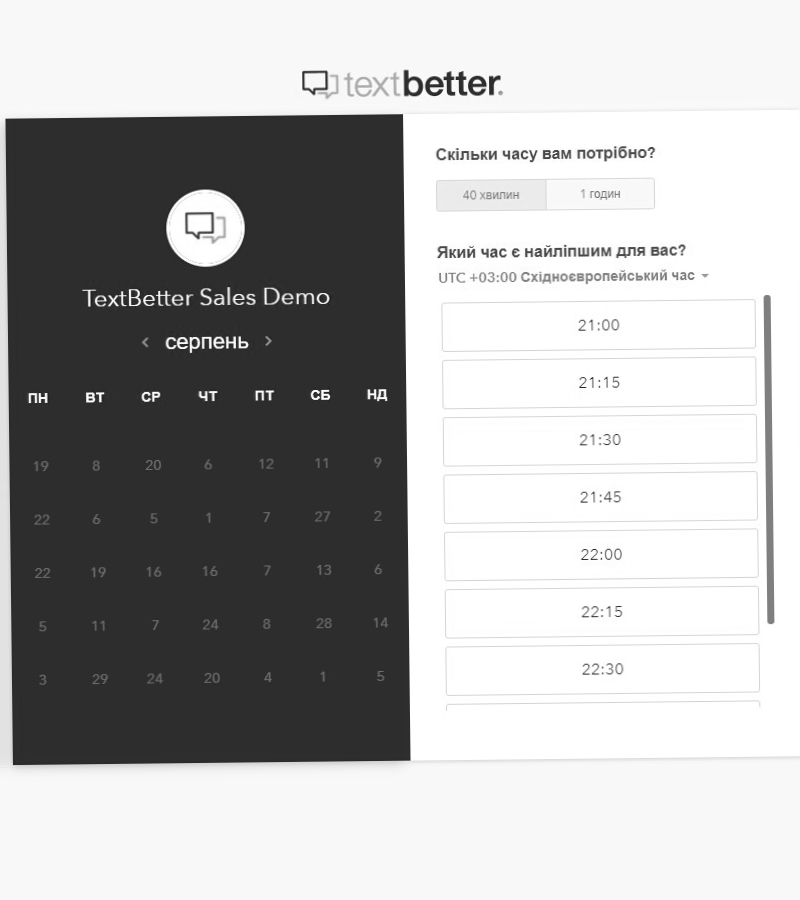 textbetter.
TextBetter Sales Demo
серпень
ПН ВТ СР ЧТ ПТ СБ НД
19 8 20 6 12 11 9
22 6 5 1 7 27 2
22 19 16 16 7 13 6
5 11 7 24 8 28 14
3 29 24 20 4 1 5
Скільки часу вам потрібно?
40 хвилин 1 годин
Який час є найліпшим для вас?
UTC +03:00 Східноєвропейський час
21:00
21:15
21:30
21:45
22:00
22:15
22:30